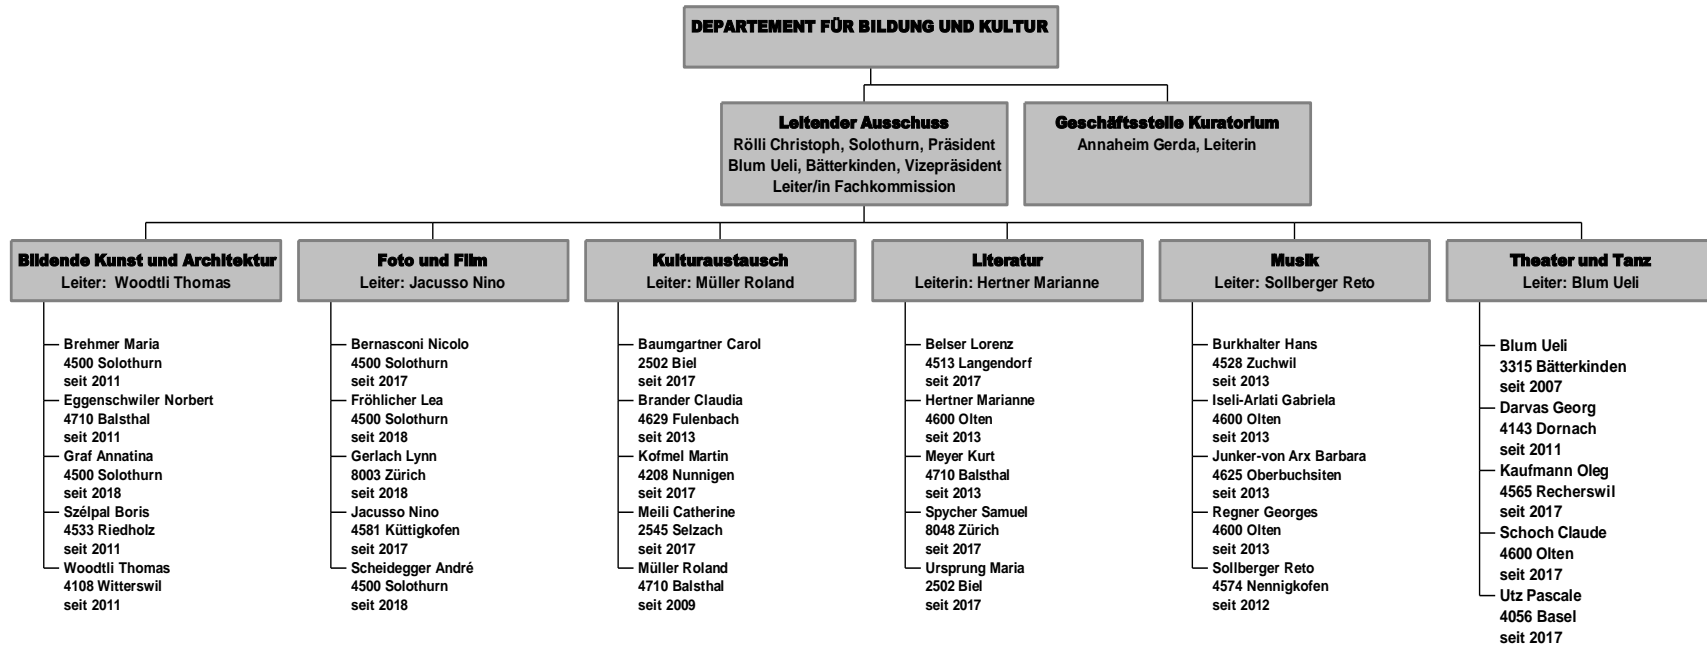 DEPARTEMENT FÜR BILDUNG UND KULTUR
Leitender Ausschuss
Rölli Christoph, Solothurn, Präsident
Blum Ueli, Bätterkinden, Vizepräsident
Leiter/in Fachkommission
Geschäftsstelle Kuratorium
Annaheim Gerda, Leiterin
Bildende Kunst und Architektur
Leiter: Woodtli Thomas
Brehmer Maria
4500 Solothurn
seit 2011
Eggenschwiler Norbert
4710 Balsthal
seit 2011
Graf Annatina
4500 Solothurn
seit 2018
Szélpal Boris
4533 Riedholz
seit 2011
Woodtli Thomas
4108 Witterswil
seit 2011
Foto und Film
Leiter: Jacusso Nino
Bernasconi Nicolo
4500 Solothurn
seit 2017
Fröhlicher Lea
4500 Solothurn
seit 2018
Gerlach Lynn
8003 Zürich
seit 2018
Jacusso Nino
4581 Küttigkofen
seit 2017
Scheidegger André
4500 Solothurn
seit 2018
Kulturaustausch
Leiter: Müller Roland
Baumgartner Carol
2502 Biel
seit 2017
Brander Claudia
4629 Fulenbach
seit 2013
Kofmel Martin
4208 Nunnigen
seit 2017
Meili Catherine
2545 Selzach
seit 2017
Müller Roland
4710 Balsthal
seit 2009
Literatur
Leiterin: Hertner Marianne
Belser Lorenz
4513 Langendorf
seit 2017
Hertner Marianne
4600 Olten
seit 2013
Meyer Kurt
4710 Balsthal
seit 2013
Spycher Samuel
8048 Zürich
seit 2017
Ursprung Maria
2502 Biel
seit 2017
Musik
Leiter: Sollberger Reto
Burkhalter Hans
4528 Zuchwil
seit 2013
Iseli-Arlati Gabriela
4600 Olten
seit 2013
Junker-von Arx Barbara
4625 Oberbuchsiten
seit 2013
Regner Georges
4600 Olten
seit 2013
Sollberger Reto
4574 Nennigkofen
seit 2012
Theater und Tanz
Leiter: Blum Ueli
Blum Ueli
3315 Bätterkinden
seit 2007
Darvas Georg
4143 Dornach
seit 2011
Kaufmann Oleg
4565 Recherswil
seit 2017
Schoch Claude
4600 Olten
seit 2017
Utz Pascale
4056 Basel
seit 2017